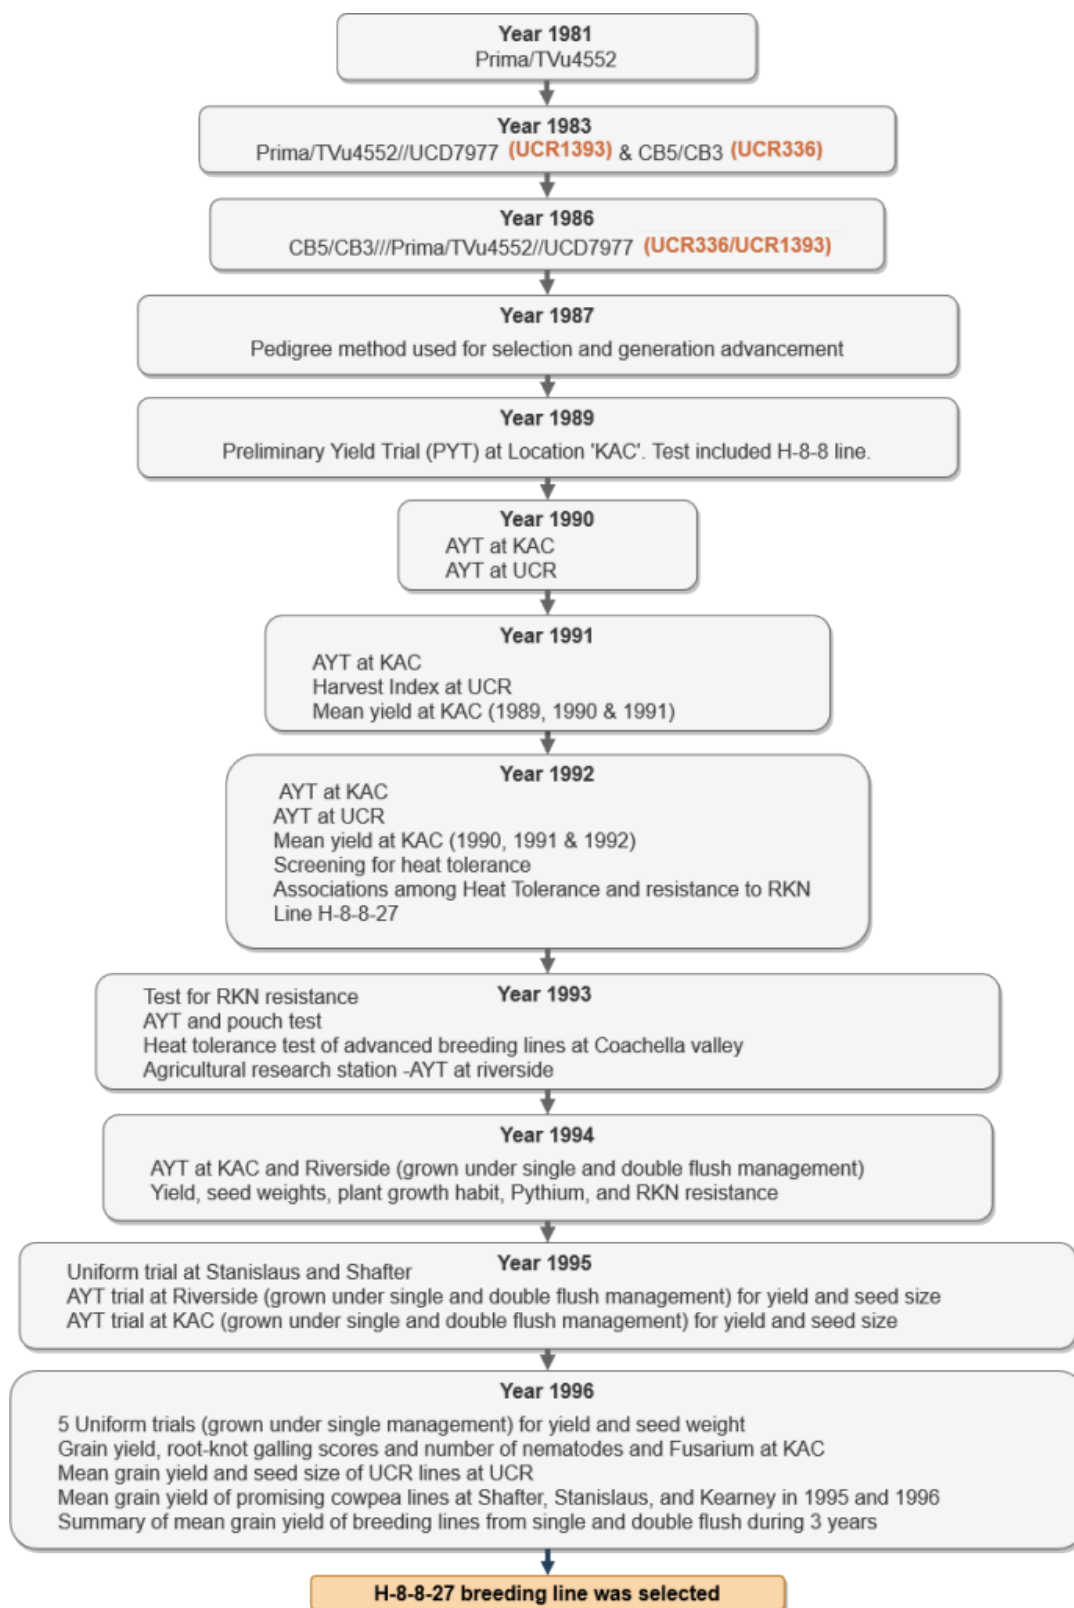 Year 1981
Prima/TVu4552
Year 1983
Prima/TVu4552//UCD7977 (UCR1393) & CB5/CB3 (UCR336)
Year 1986
CB5/CB3///Prima/TVu4552//UCD7977 (UCR336/UCR1393)
Year 1987
Pedigree method used for selection and generation advancement
Year 1989
Preliminary Yield Trial (PYT) at Location 'KAC'. Test included H-8-8 line.
Year 1990
AYT at KAC
AYT at UCR
Year 1991
AYT at KAC
Harvest Index at UCR
Mean yield at KAC (1989, 1990 & 1991)
Year 1992
AYT at KAC
AYT at UCR
Mean yield at KAC (1990, 1991 & 1992)
Screening for heat tolerance
Associations among Heat Tolerance and resistance to RKN
Line H-8-8-27
Year 1993
Test for RKN resistance
AYT and pouch test
Heat tolerance test of advanced breeding lines at Coachella valley
Agricultural research station -AYT at riverside
Year 1994
AYT at KAC and Riverside (grown under single and double flush management)
Yield, seed weights, plant growth habit, Pythium, and RKN resistance
Year 1995
Uniform trial at Stanislaus and Shafter
AYT trial at Riverside (grown under single and double flush management) for yield and seed size
AYT trial at KAC (grown under single and double flush management) for yield and seed size
Year 1996
5 Uniform trials (grown under single management) for yield and seed weight
Grain yield, root-knot galling scores and number of nematodes and Fusarium at KAC
Mean grain yield and seed size of UCR lines at UCR
Mean grain yield of promising cowpea lines at Shafter, Stanislaus, and Kearney in 1995 and 1996
Summary of mean grain yield of breeding lines from single and double flush during 3 years
H-8-8-27 breeding line was selected